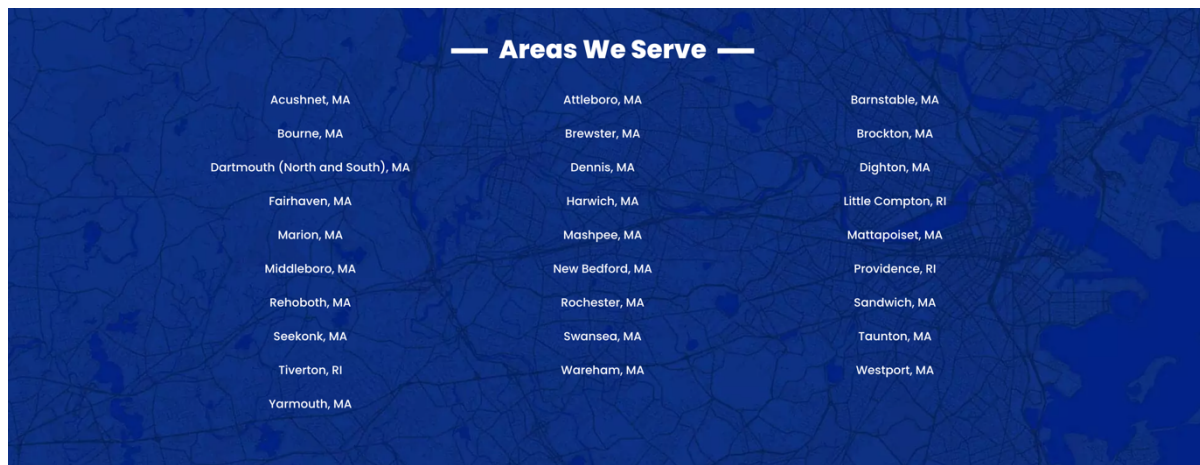 Areas We Serve
Acushnet, MA
Attleboro, MA
Barnstable, MA
Bourne, MA
Brewster, MA
Brockton, MA
Dartmouth (North and South), MA
Dennis, MA
Dighton, MA
Fairhaven, MA
Harwich, MA
Little Compton, RI
Marion, MA
Mashpee, MA
Mattapoiset, MA
Middleboro, MA
New Bedford, MA
Providence, RI
Rehoboth, MA
Rochester, MA
Sandwich, MA
Seekonk, MA
Swansea, MA
Taunton, MA
Tiverton, RI
Wareham, MA
Westport, MA
Yarmouth, MA